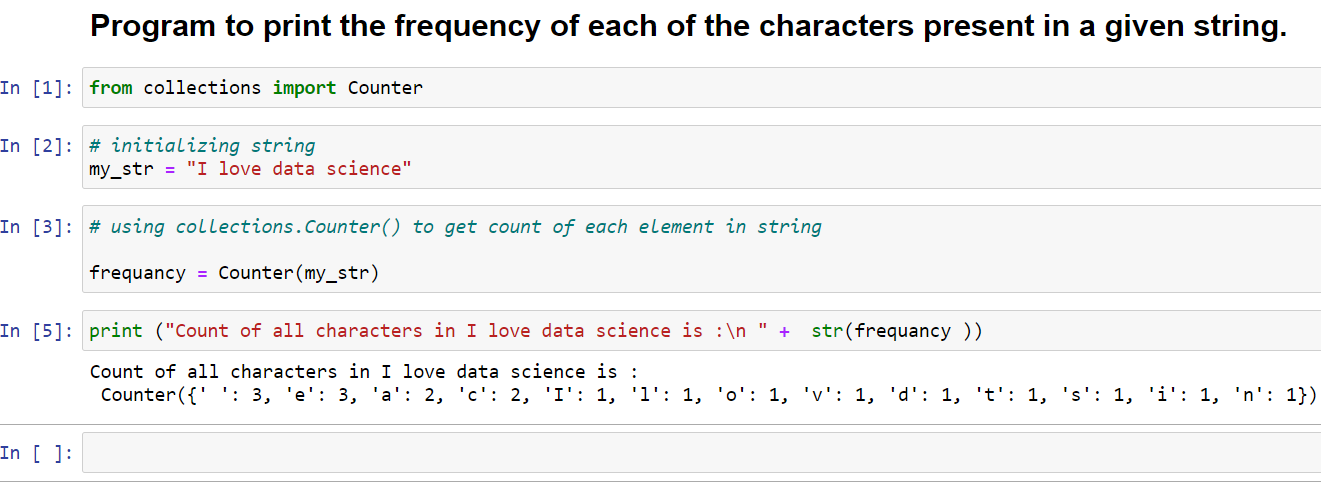 Program to print the frequency of each of the characters present in a given string.
In [1]: from collections import Counter
In [2]: # initializing string
my_str = "I love data science"
In [3]: # using collections.Counter() to get count of each element in string
frequancy = Counter(my_str)
In [5]: print ("Count of all characters in I love data science is :\n " +  str(frequancy ))
Count of all characters in I love data science is :
 Counter({' ': 3, 'e': 3, 'a': 2, 'c': 2, 'I': 1, 'l': 1, 'o': 1, 'v': 1, 'd': 1, 't': 1, 's': 1, 'i': 1, 'n': 1})
In [ ]: